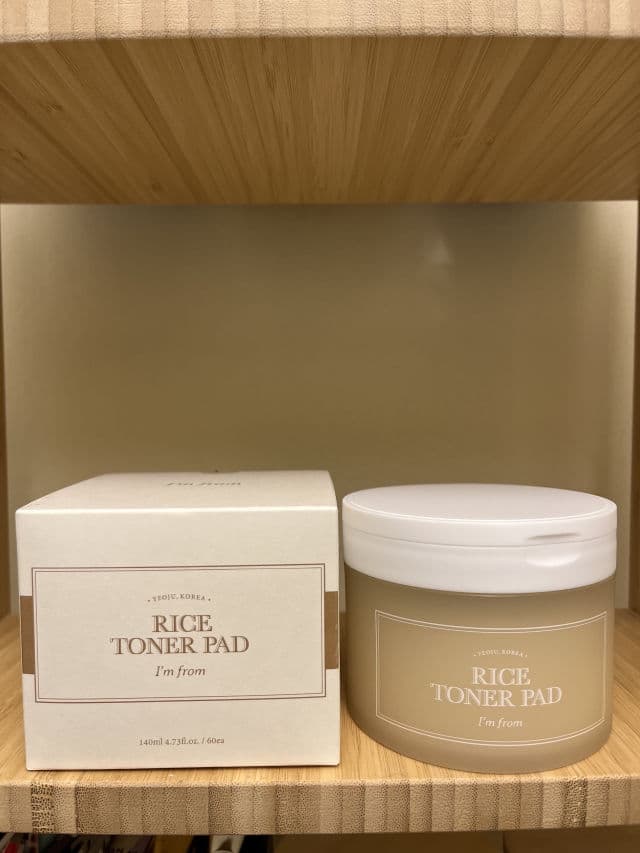 I'm from
· YEOJU, KOREA ·
RICE
TONER PAD
I'm from
140ml 4.73fl.oz. / 60ea
· YEOJU, KOREA ·
RICE
TONER PAD
I'm from